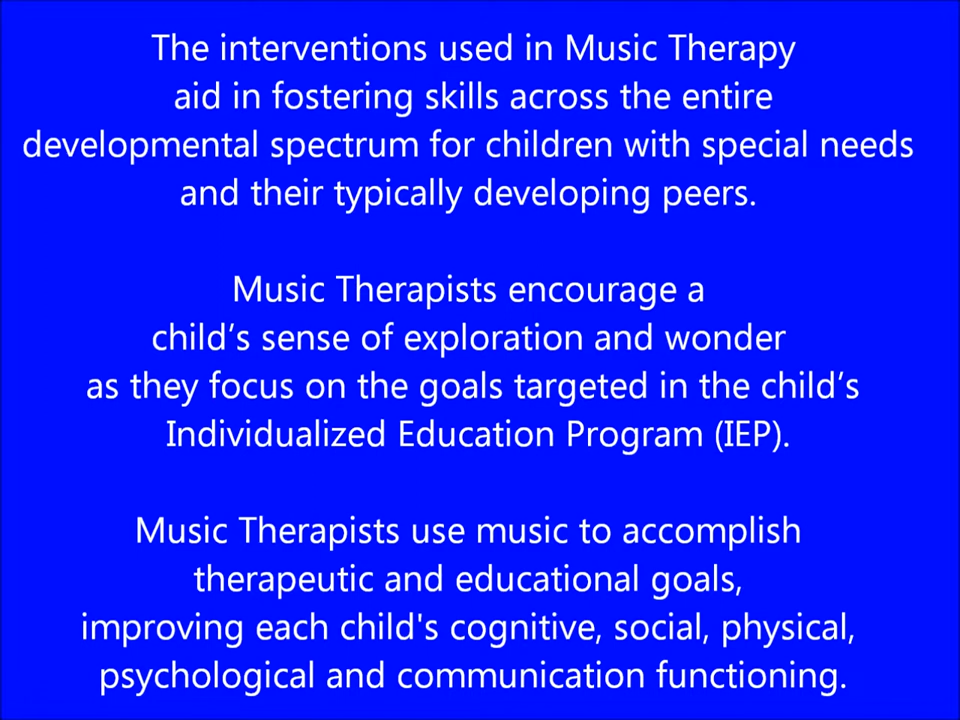 The interventions used in Music Therapy
aid in fostering skills across the entire
developmental spectrum for children with special needs
and their typically developing peers.
Music Therapists encourage a
child’s sense of exploration and wonder
as they focus on the goals targeted in the child’s
Individualized Education Program (IEP).
Music Therapists use music to accomplish
therapeutic and educational goals,
improving each child's cognitive, social, physical,
psychological and communication functioning.